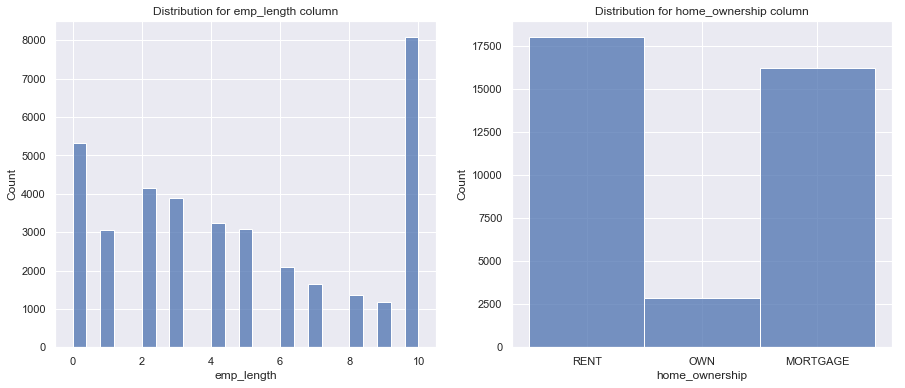 Distribution for emp_length column
8000
7000
6000
5000
4000
3000
2000
1000
0
Count
0 2 4 6 8 10
emp_length
Distribution for home_ownership column
17500
15000
12500
10000
7500
5000
2500
0
Count
RENT OWN MORTGAGE
home_ownership